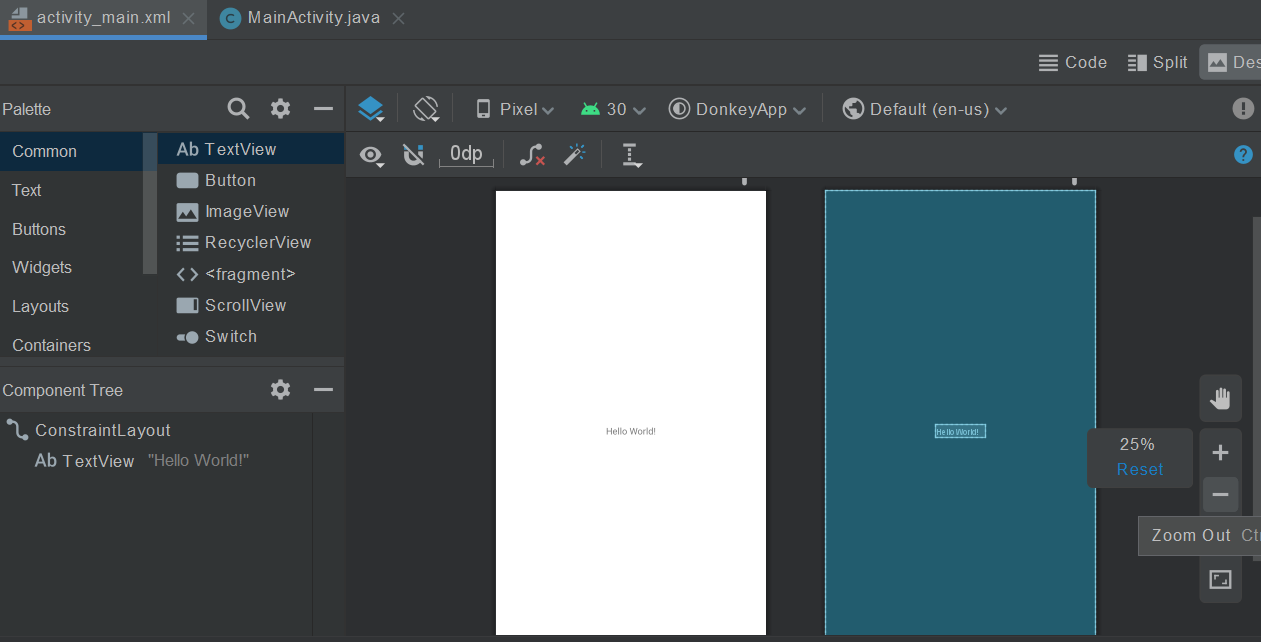 activity_main.xml MainActivity.java
Code Split Des
Palette
Pixel 30 DonkeyApp Default (en-us)
Common
Text
Buttons
Widgets
Layouts
Containers
Ab TextView
Button
ImageView
RecyclerView
<fragment>
ScrollView
Switch
0dp
Component Tree
ConstraintLayout
Ab TextView "Hello World!"
Hello World!
Hello World!
25%
Reset
Zoom Out Ct